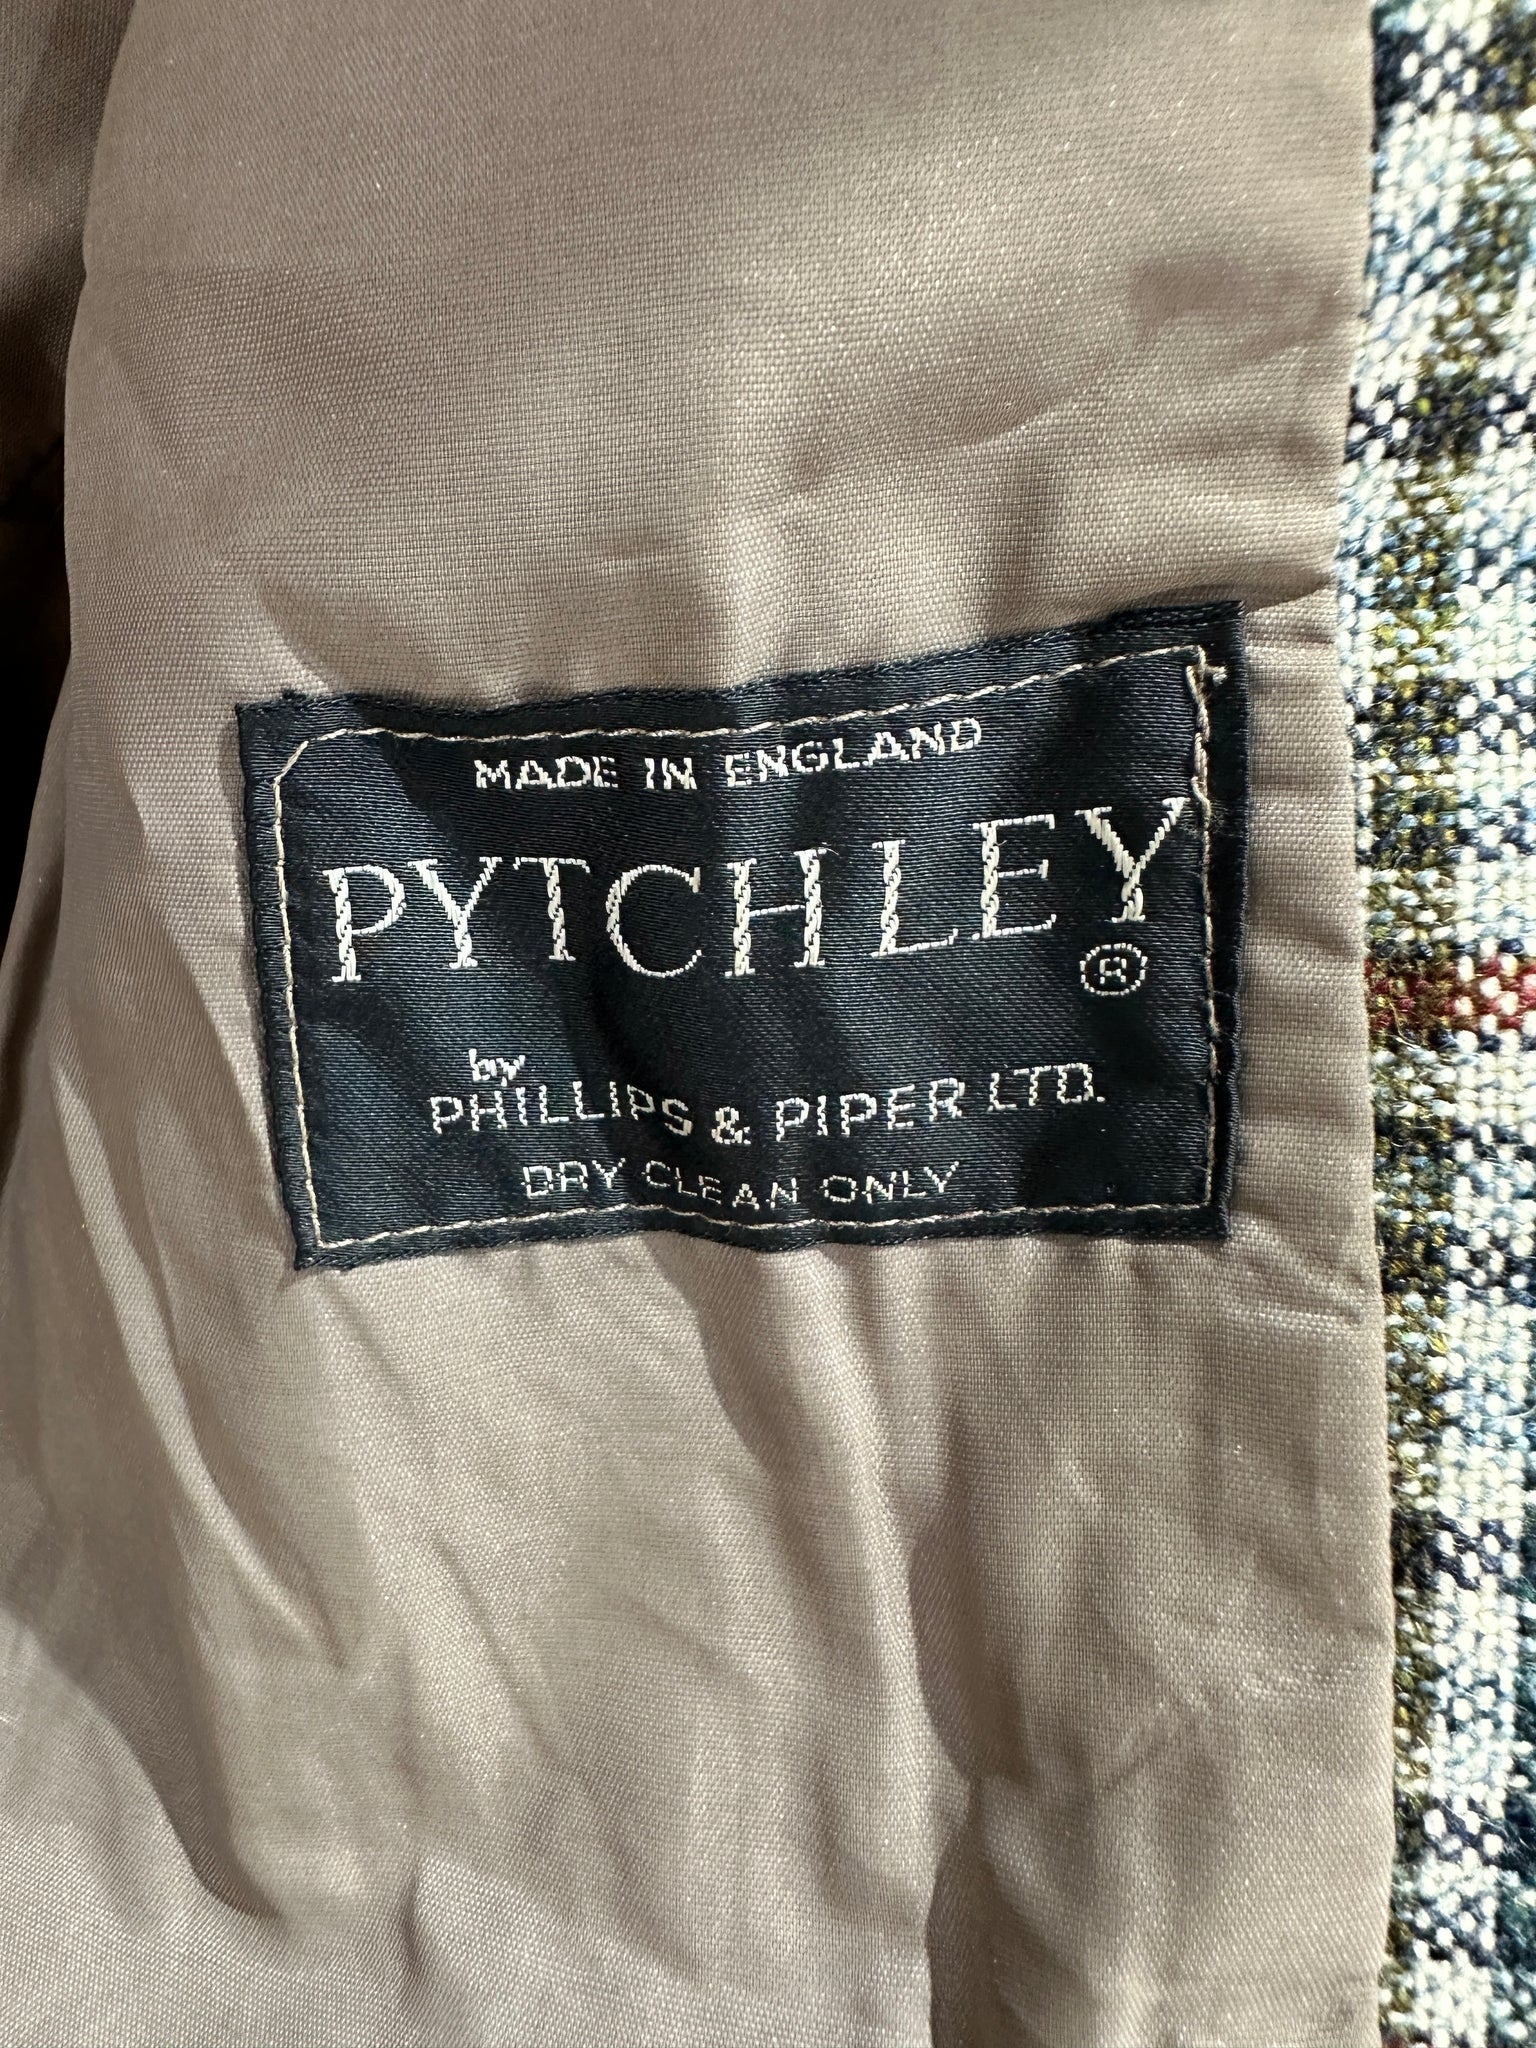 MADE IN ENGLAND
PYTCHLEY
®
by
PHILLIPS & PIPER LTD.
DRY CLEAN ONLY